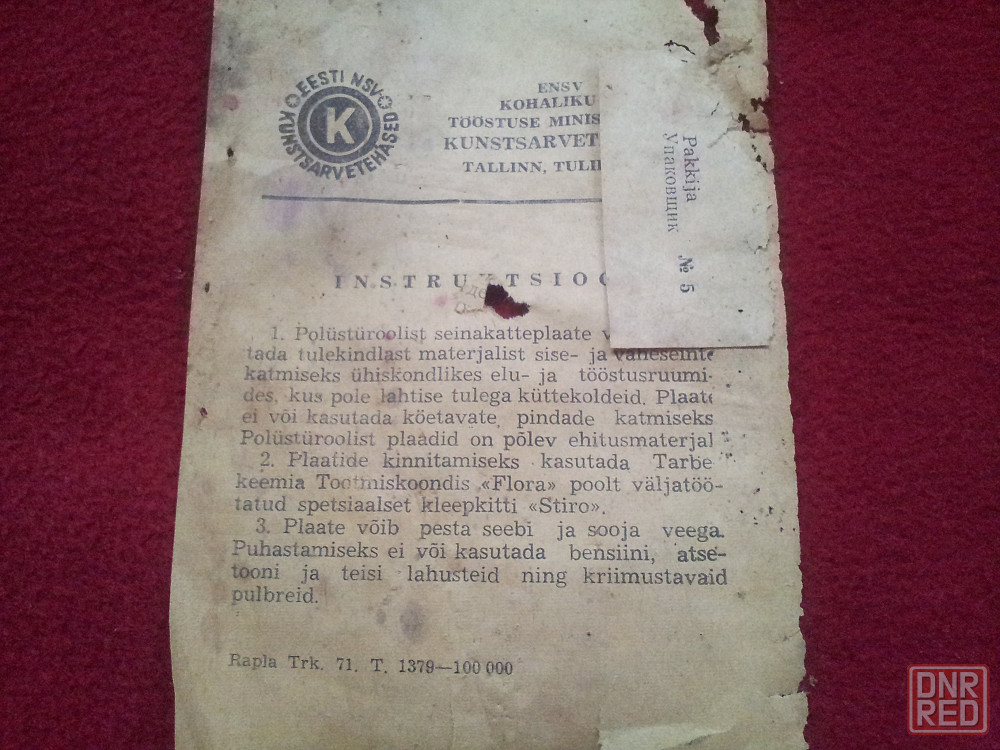 EESTI NSV
KUNSTSARVETEHASED
K
ENSV
KOHALIKU
TÖÖSTUSE MINIS
KUNSTSARVET
TALLINN, TULI
Pakkija
Упаковщик № 5
INSTRUKTSIOO
1. Polüstüroolist seinakatteplaate
tada tulekindlast materjalist sise- ja vaheseinte
katmiseks ühiskondlikes elu- ja tööstusruumi-
des, kus pole lahtise tulega küttekoldeid. Plaate
ei või kasutada köetavate pindade katmiseks
Polüstüroolist plaadid on põlev ehitusmaterjal
2. Plaatide kinnitamiseks kasutada Tarbe
keemia Tootmiskoondis «Flora» poolt väljatöö-
tatud spetsiaalset kleepkitti «Stiro».
3. Plaate võib pesta seebi ja sooja veega.
Puhastamiseks ei või kasutada bensiini, atse-
tooni ja teisi lahusteid ning kriimustavaid
pulbreid.
Rapla Trk. 71. T. 1379—100 000
DNR
RED